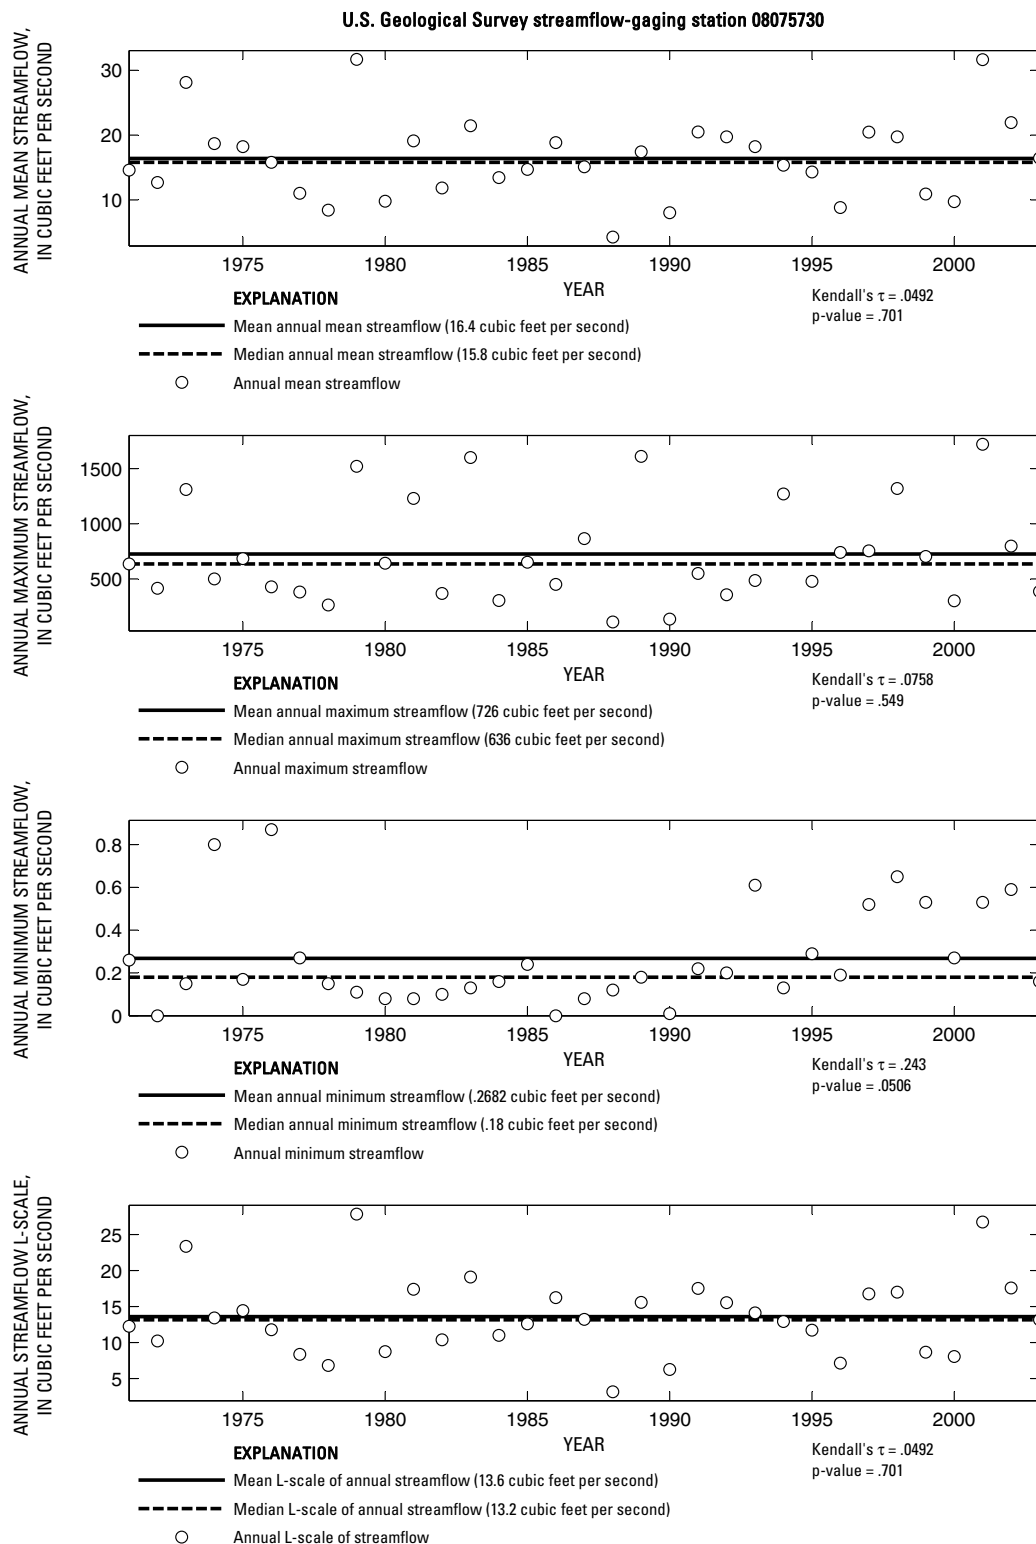 U.S. Geological Survey streamflow-gaging station 08075730
ANNUAL MEAN STREAMFLOW,
IN CUBIC FEET PER SECOND
30
20
10
1975 1980 1985 1990 1995 2000
YEAR
Kendall's τ = .0492
p-value = .701
EXPLANATION
Mean annual mean streamflow (16.4 cubic feet per second)
Median annual mean streamflow (15.8 cubic feet per second)
Annual mean streamflow
ANNUAL MAXIMUM STREAMFLOW,
IN CUBIC FEET PER SECOND
1500
1000
500
1975 1980 1985 1990 1995 2000
YEAR
Kendall's τ = .0758
p-value = .549
EXPLANATION
Mean annual maximum streamflow (726 cubic feet per second)
Median annual maximum streamflow (636 cubic feet per second)
Annual maximum streamflow
ANNUAL MINIMUM STREAMFLOW,
IN CUBIC FEET PER SECOND
0.8
0.6
0.4
0.2
0
1975 1980 1985 1990 1995 2000
YEAR
Kendall's τ = .243
p-value = .0506
EXPLANATION
Mean annual minimum streamflow (.2682 cubic feet per second)
Median annual minimum streamflow (.18 cubic feet per second)
Annual minimum streamflow
ANNUAL STREAMFLOW L-SCALE,
IN CUBIC FEET PER SECOND
25
20
15
10
5
1975 1980 1985 1990 1995 2000
YEAR
Kendall's τ = .0492
p-value = .701
EXPLANATION
Mean L-scale of annual streamflow (13.6 cubic feet per second)
Median L-scale of annual streamflow (13.2 cubic feet per second)
Annual L-scale of streamflow